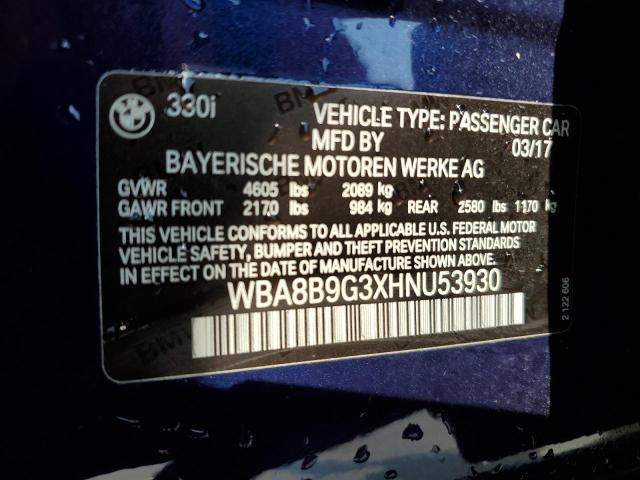 330i VEHICLE TYPE: PASSENGER CAR
MFD BY 03/17
BAYERISCHE MOTOREN WERKE AG
GVWR 4605 lbs 2089 kg
GAWR FRONT 2170 lbs 984 kg REAR 2580 lbs 1170 kg
THIS VEHICLE CONFORMS TO ALL APPLICABLE U.S. FEDERAL MOTOR
VEHICLE SAFETY, BUMPER AND THEFT PREVENTION STANDARDS
IN EFFECT ON THE DATE OF MANUFACTURE SHOWN ABOVE.
WBA8B9G3XHNU53930
2 122 606